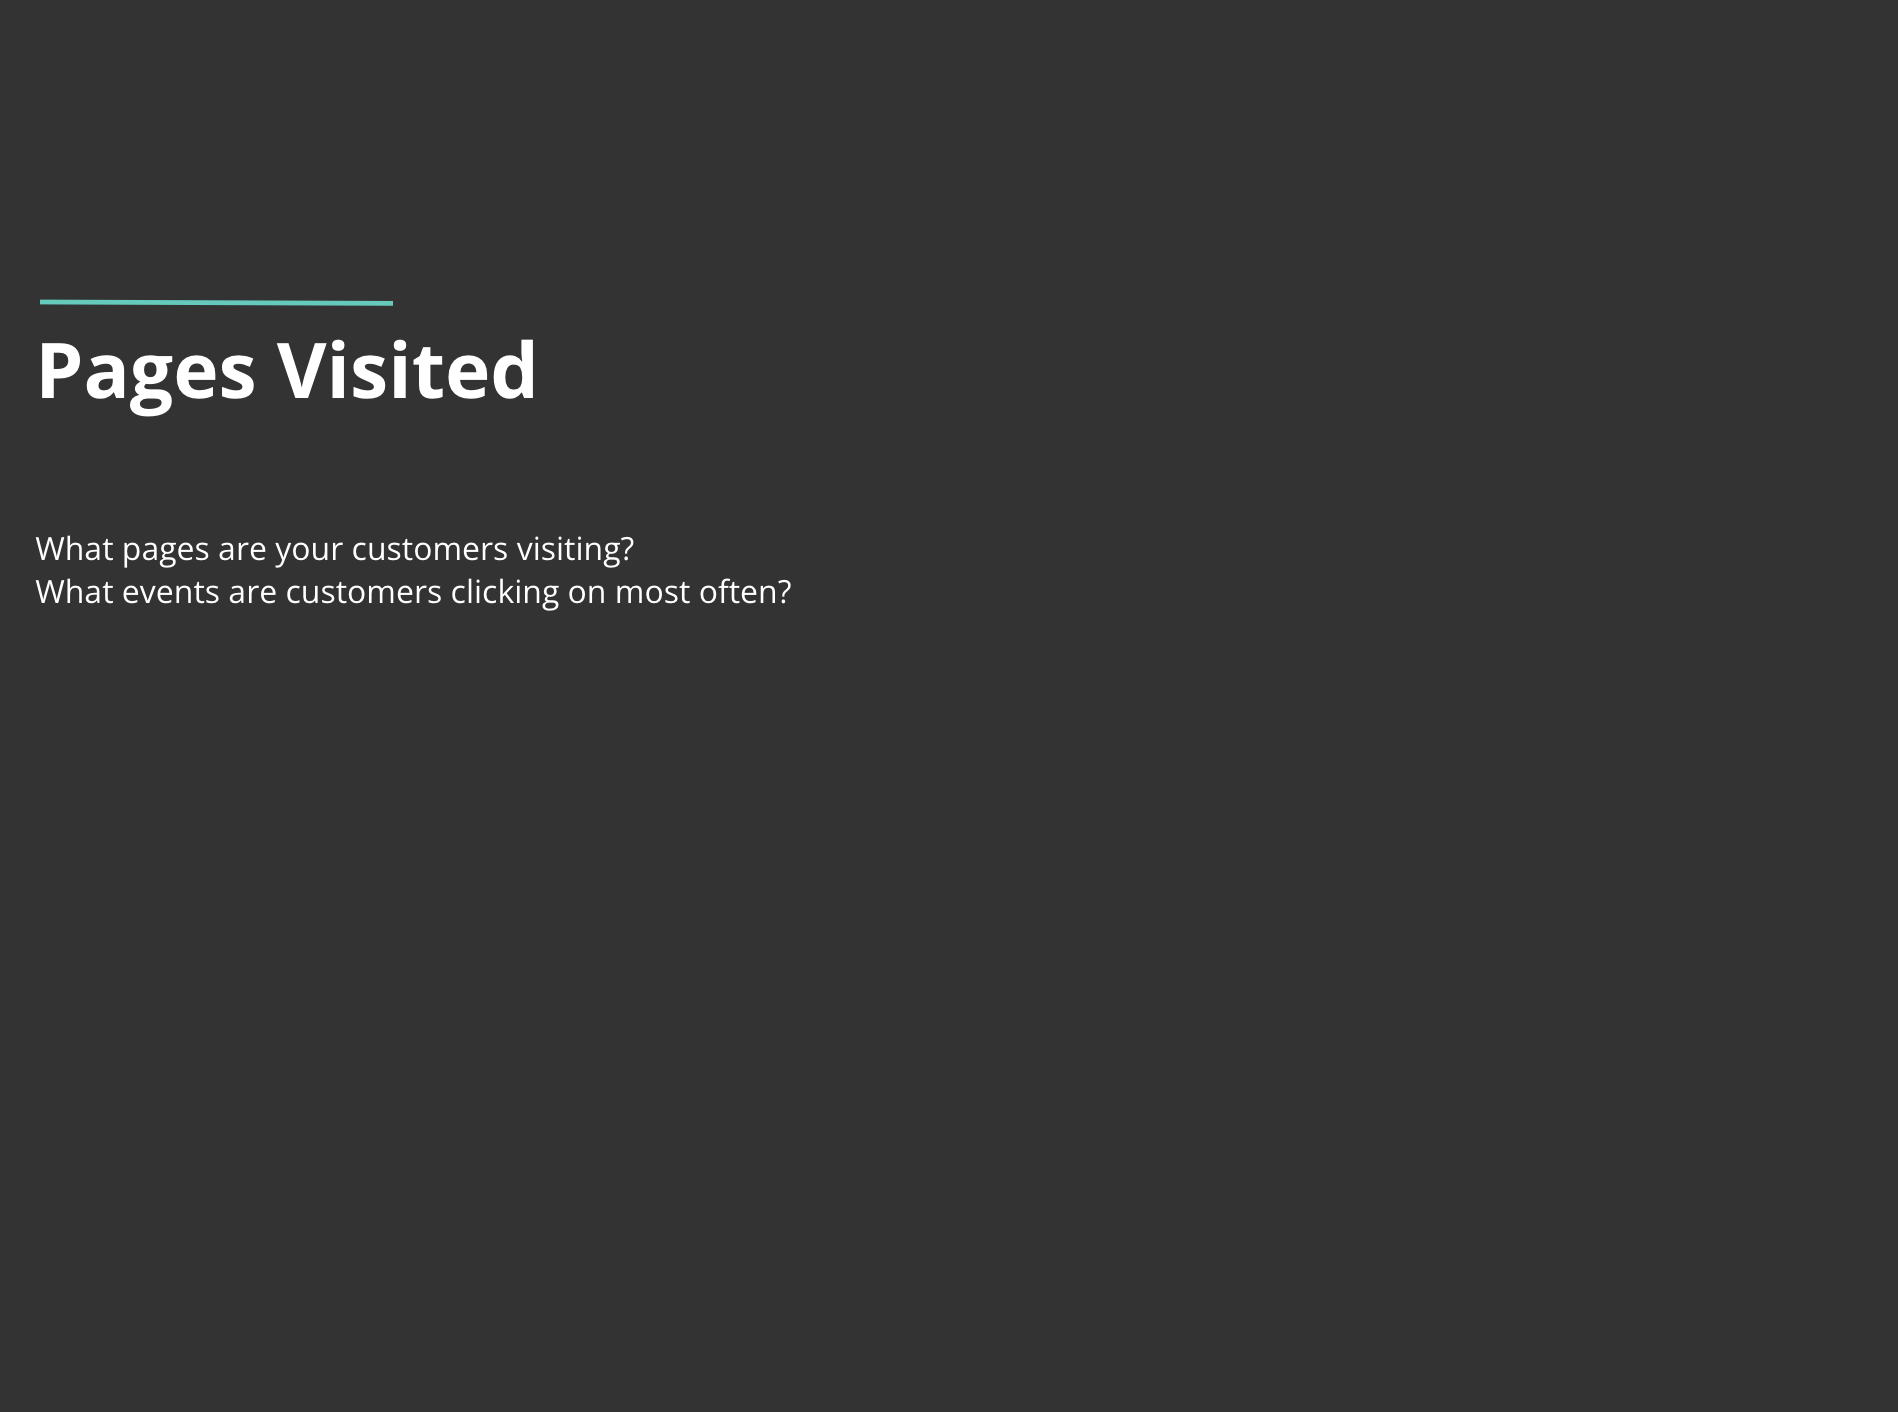 Pages Visited
What pages are your customers visiting?
What events are customers clicking on most often?